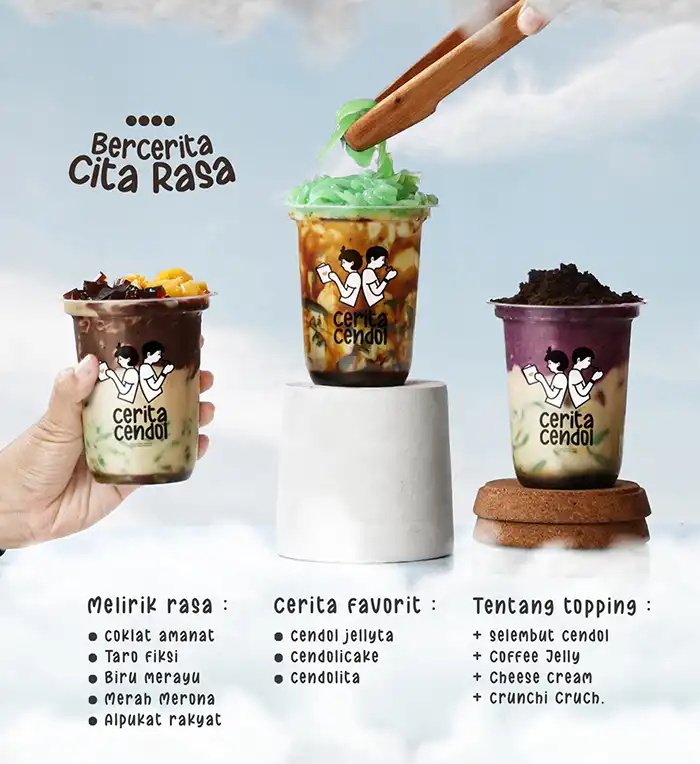 Bercerita
Cita Rasa
cerita
cendol
cerita
cendol
cerita
cendol
Melirik rasa :
coklat amanat
Taro fiksi
Biru merayu
Merah Merona
Alpukat rakyat
Cerita favorit :
cendol jellyta
cendolicake
cendolita
Tentang topping :
+ selembut cendol
+ Coffee Jelly
+ Cheese Cream
+ Crunchi Cruch.